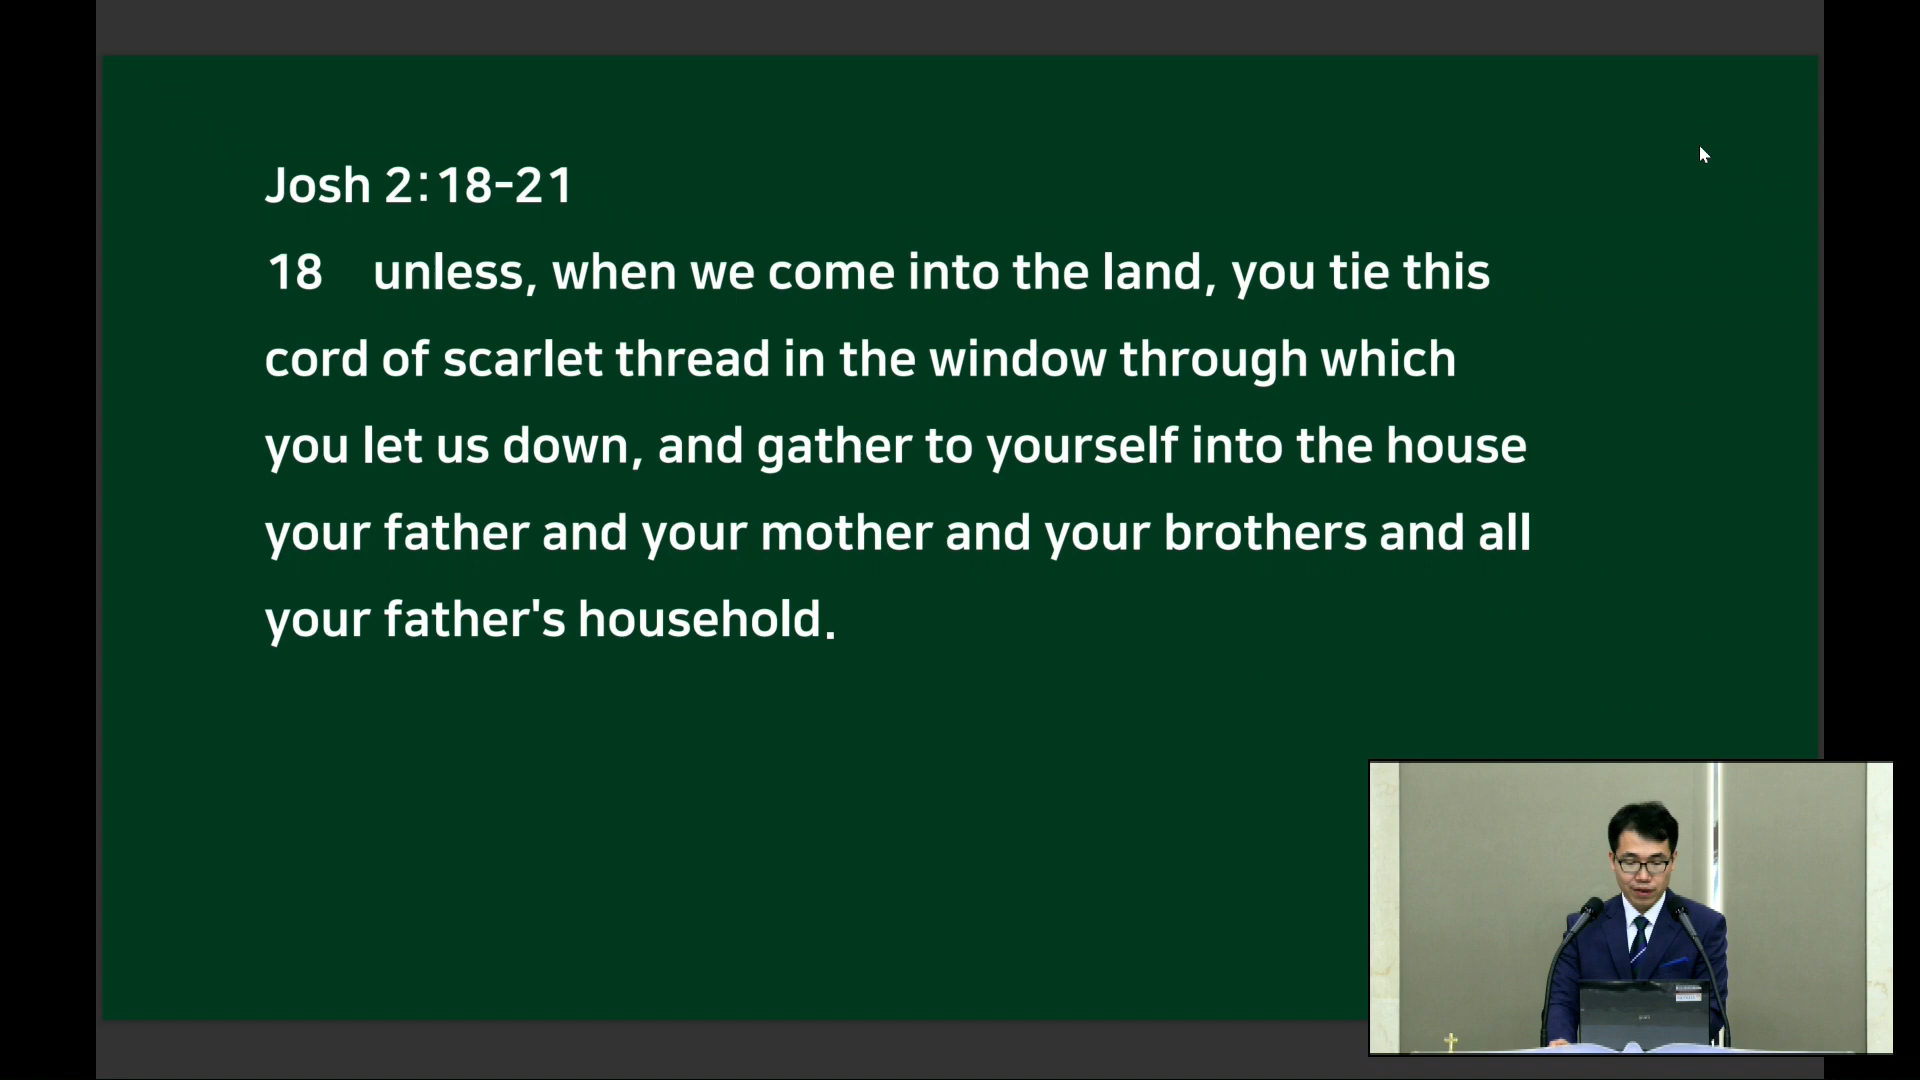 Josh 2:18-21
18 unless, when we come into the land, you tie this
cord of scarlet thread in the window through which
you let us down, and gather to yourself into the house
your father and your mother and your brothers and all
your father's household.